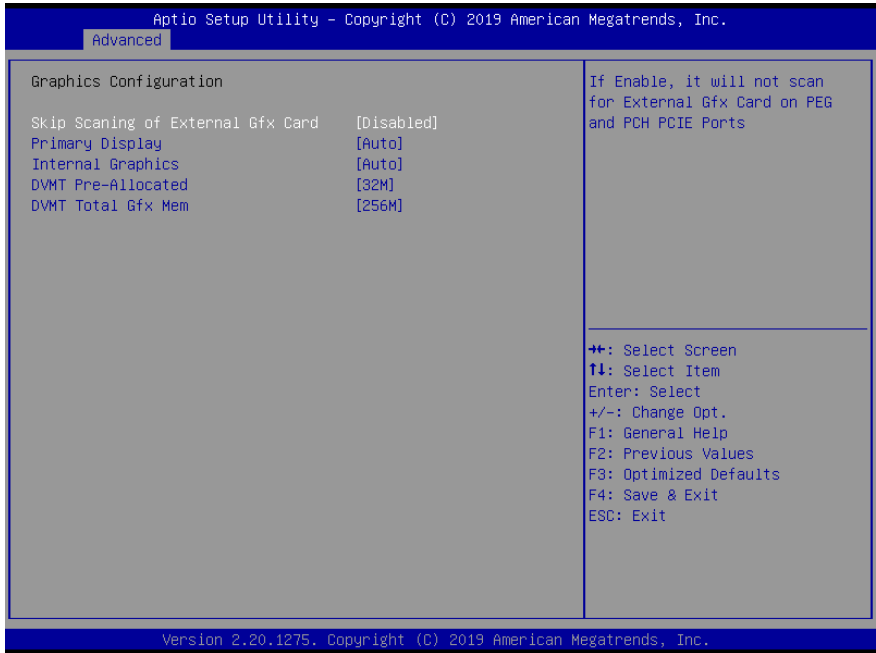 Aptio Setup Utility – Copyright (C) 2019 American Megatrends, Inc.
Advanced
Graphics Configuration
Skip Scaning of External Gfx Card [Disabled]
Primary Display [Auto]
Internal Graphics [Auto]
DVMT Pre-Allocated [32M]
DVMT Total Gfx Mem [256M]
If Enable, it will not scan
for External Gfx Card on PEG
and PCH PCIE Ports
→←: Select Screen
↑↓: Select Item
Enter: Select
+/-: Change Opt.
F1: General Help
F2: Previous Values
F3: Optimized Defaults
F4: Save & Exit
ESC: Exit
Version 2.20.1275. Copyright (C) 2019 American Megatrends, Inc.